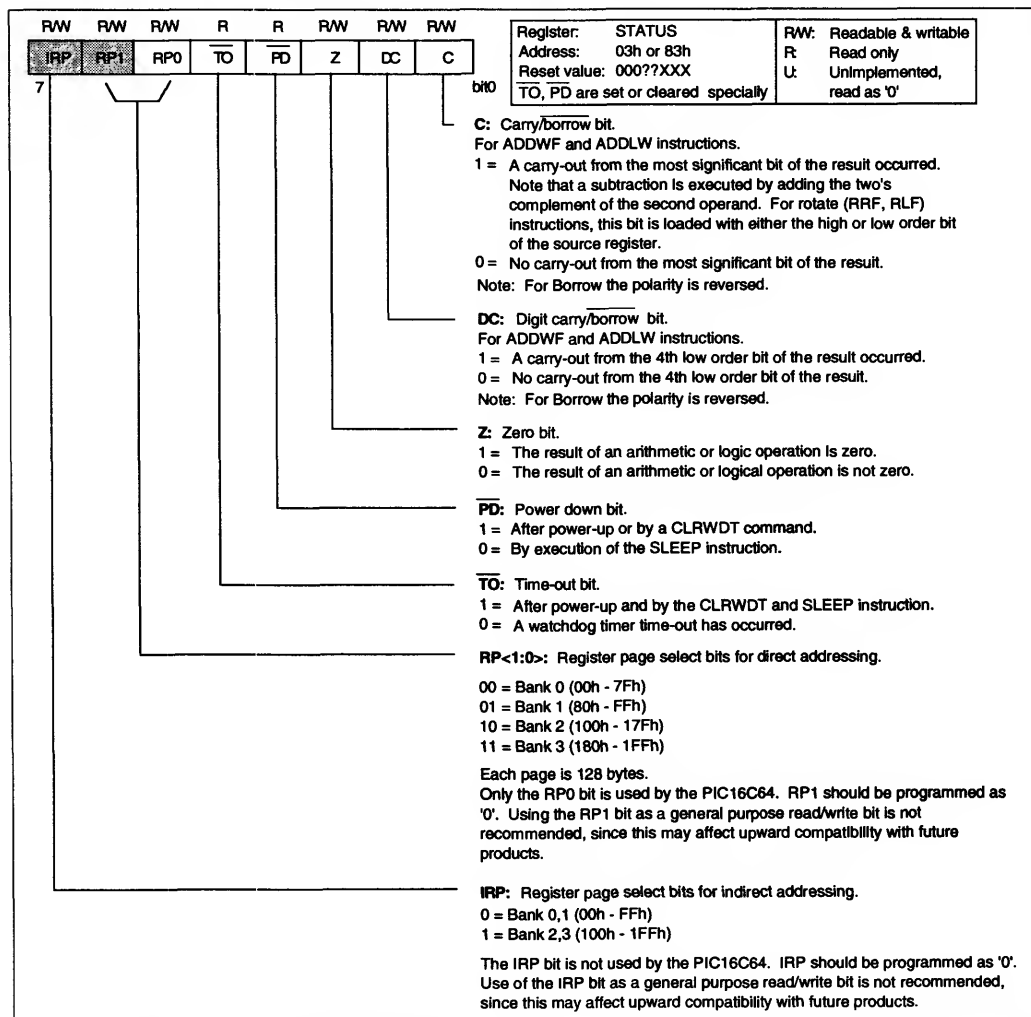 R/W R/W R/W R R R/W R/W R/W
IRP RP1 RP0 T̅O̅ P̅D̅ Z DC C
7 bit0
Register: STATUS
Address: 03h or 83h
Reset value: 000??XXX
T̅O̅, P̅D̅ are set or cleared specially
R/W: Readable & writable
R: Read only
U: Unimplemented,
read as '0'
C: Carry/b̅o̅r̅r̅o̅w̅ bit.
For ADDWF and ADDLW instructions.
1 = A carry-out from the most significant bit of the result occurred.
Note that a subtraction is executed by adding the two's
complement of the second operand. For rotate (RRF, RLF)
instructions, this bit is loaded with either the high or low order bit
of the source register.
0 = No carry-out from the most significant bit of the result.
Note: For Borrow the polarity is reversed.
DC: Digit carry/b̅o̅r̅r̅o̅w̅ bit.
For ADDWF and ADDLW instructions.
1 = A carry-out from the 4th low order bit of the result occurred.
0 = No carry-out from the 4th low order bit of the result.
Note: For Borrow the polarity is reversed.
Z: Zero bit.
1 = The result of an arithmetic or logic operation is zero.
0 = The result of an arithmetic or logical operation is not zero.
P̅D̅: Power down bit.
1 = After power-up or by a CLRWDT command.
0 = By execution of the SLEEP instruction.
T̅O̅: Time-out bit.
1 = After power-up and by the CLRWDT and SLEEP instruction.
0 = A watchdog timer time-out has occurred.
RP<1:0>: Register page select bits for direct addressing.
00 = Bank 0 (00h - 7Fh)
01 = Bank 1 (80h - FFh)
10 = Bank 2 (100h - 17Fh)
11 = Bank 3 (180h - 1FFh)
Each page is 128 bytes.
Only the RP0 bit is used by the PIC16C64. RP1 should be programmed as
'0'. Using the RP1 bit as a general purpose read/write bit is not
recommended, since this may affect upward compatibility with future
products.
IRP: Register page select bits for indirect addressing.
0 = Bank 0,1 (00h - FFh)
1 = Bank 2,3 (100h - 1FFh)
The IRP bit is not used by the PIC16C64. IRP should be programmed as '0'.
Use of the IRP bit as a general purpose read/write bit is not recommended,
since this may affect upward compatibility with future products.